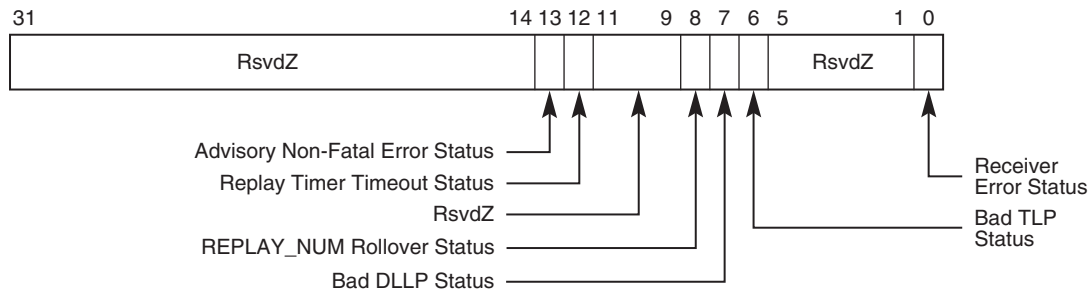 31 14 13 12 11 9 8 7 6 5 1 0
RsvdZ RsvdZ
Advisory Non-Fatal Error Status
Replay Timer Timeout Status
RsvdZ
REPLAY_NUM Rollover Status
Bad DLLP Status
Receiver
Error Status
Bad TLP
Status